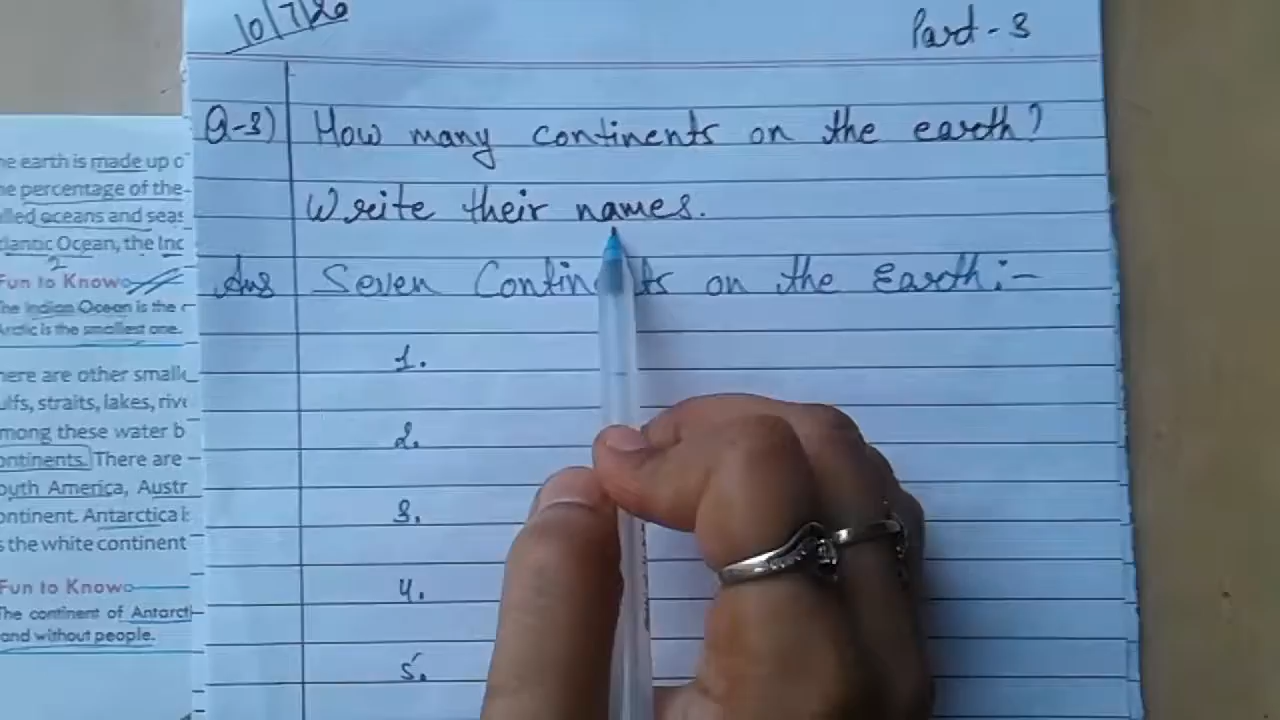 10/7/20
Part - 3
Q-3) How many continents on the earth?
Write their names.
Ans Seven Contin ts on the Earth :-
1.
2.
3.
4.
5.
he earth is made up o
he percentage of the
lled oceans and seas
tlantic Ocean, the Ind
2
Fun to Know
The Indian Ocean is the
Arctic is the smallest one.
here are other small
ulfs, straits, lakes, rive
mong these water b
ontinents. There are
outh America, Austr
ontinent. Antarctica i
s the white continent
Fun to Know
The continent of Antarct
and without people.